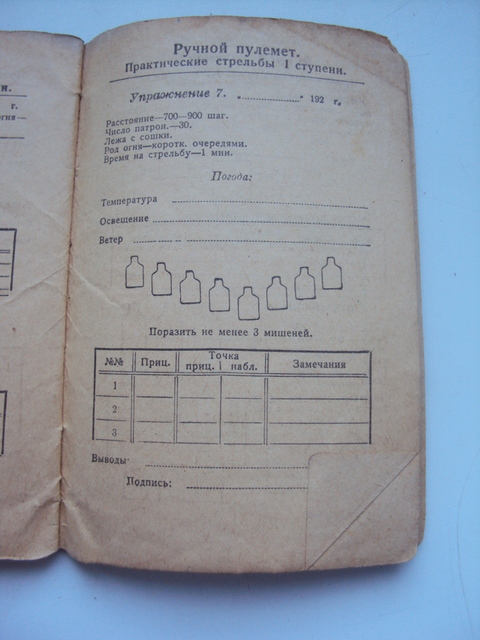 н.
г.
огня—
Ручной пулемет.
Практические стрельбы 1 ступени.
Упражнение 7. „..............“ 192 г.
Расстояние—700—900 шаг.
Число патрон.—30.
Лежа с сошки.
Род огня—коротк. очередями.
Время на стрельбу—1 мин.
Погода:
Температура
Освещение
Ветер
Поразить не менее 3 мишеней.
№№ Приц. Точка Замечания
приц. набл.
1
2
3
Выводы:
Подпись: